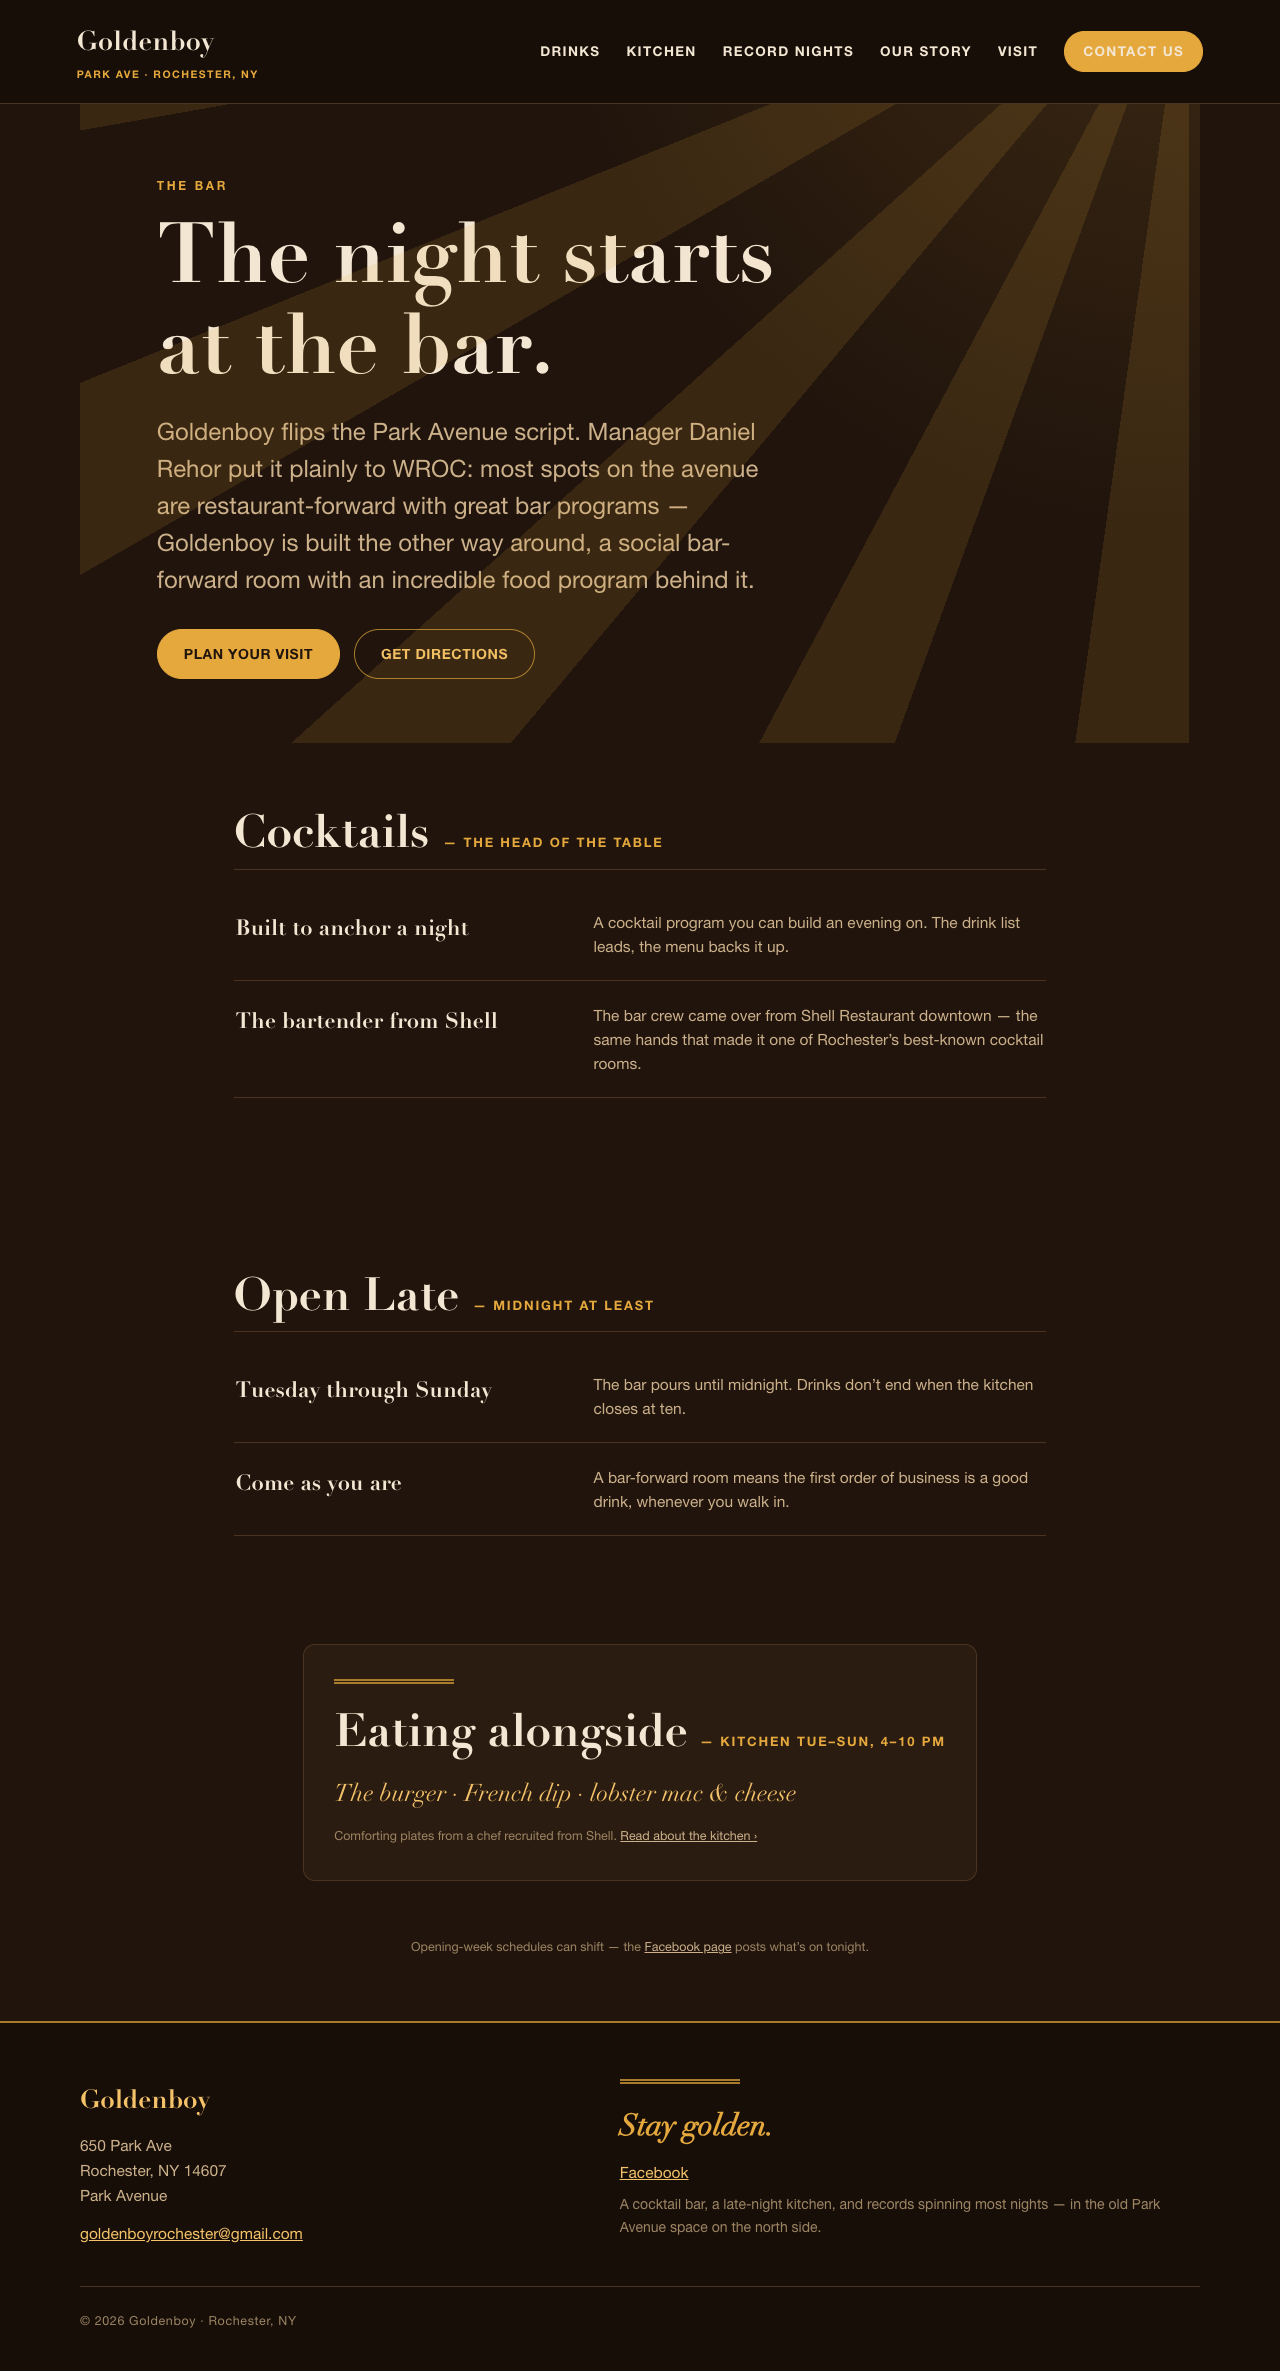 Goldenboy
PARK AVE · ROCHESTER, NY
DRINKS
KITCHEN
RECORD NIGHTS
OUR STORY
VISIT
CONTACT US
THE BAR
The night starts
at the bar.
Goldenboy flips the Park Avenue script. Manager Daniel
Rehor put it plainly to WROC: most spots on the avenue
are restaurant-forward with great bar programs —
Goldenboy is built the other way around, a social bar-
forward room with an incredible food program behind it.
PLAN YOUR VISIT
GET DIRECTIONS
Cocktails — THE HEAD OF THE TABLE
Built to anchor a night
A cocktail program you can build an evening on. The drink list
leads, the menu backs it up.
The bartender from Shell
The bar crew came over from Shell Restaurant downtown — the
same hands that made it one of Rochester’s best-known cocktail
rooms.
Open Late — MIDNIGHT AT LEAST
Tuesday through Sunday
The bar pours until midnight. Drinks don’t end when the kitchen
closes at ten.
Come as you are
A bar-forward room means the first order of business is a good
drink, whenever you walk in.
Eating alongside — KITCHEN TUE–SUN, 4–10 PM
The burger · French dip · lobster mac & cheese
Comforting plates from a chef recruited from Shell. Read about the kitchen ›
Opening-week schedules can shift — the Facebook page posts what’s on tonight.
Goldenboy
650 Park Ave
Rochester, NY 14607
Park Avenue
goldenboyrochester@gmail.com
Stay golden.
Facebook
A cocktail bar, a late-night kitchen, and records spinning most nights — in the old Park
Avenue space on the north side.
© 2026 Goldenboy · Rochester, NY